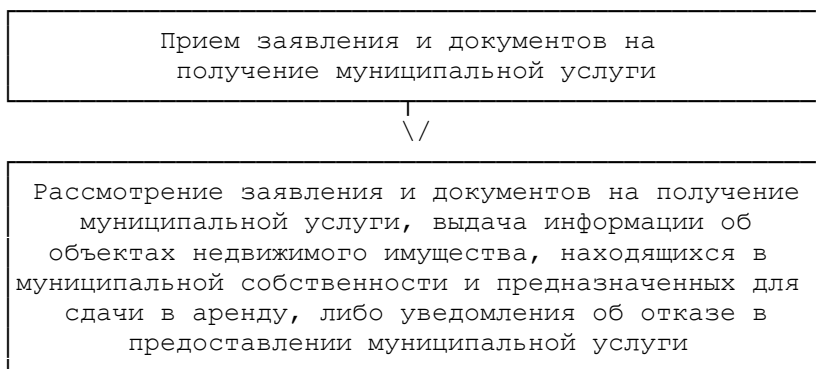 Прием заявления и документов на
получение муниципальной услуги
\/
Рассмотрение заявления и документов на получение
муниципальной услуги, выдача информации об
объектах недвижимого имущества, находящихся в
муниципальной собственности и предназначенных для
сдачи в аренду, либо уведомления об отказе в
предоставлении муниципальной услуги